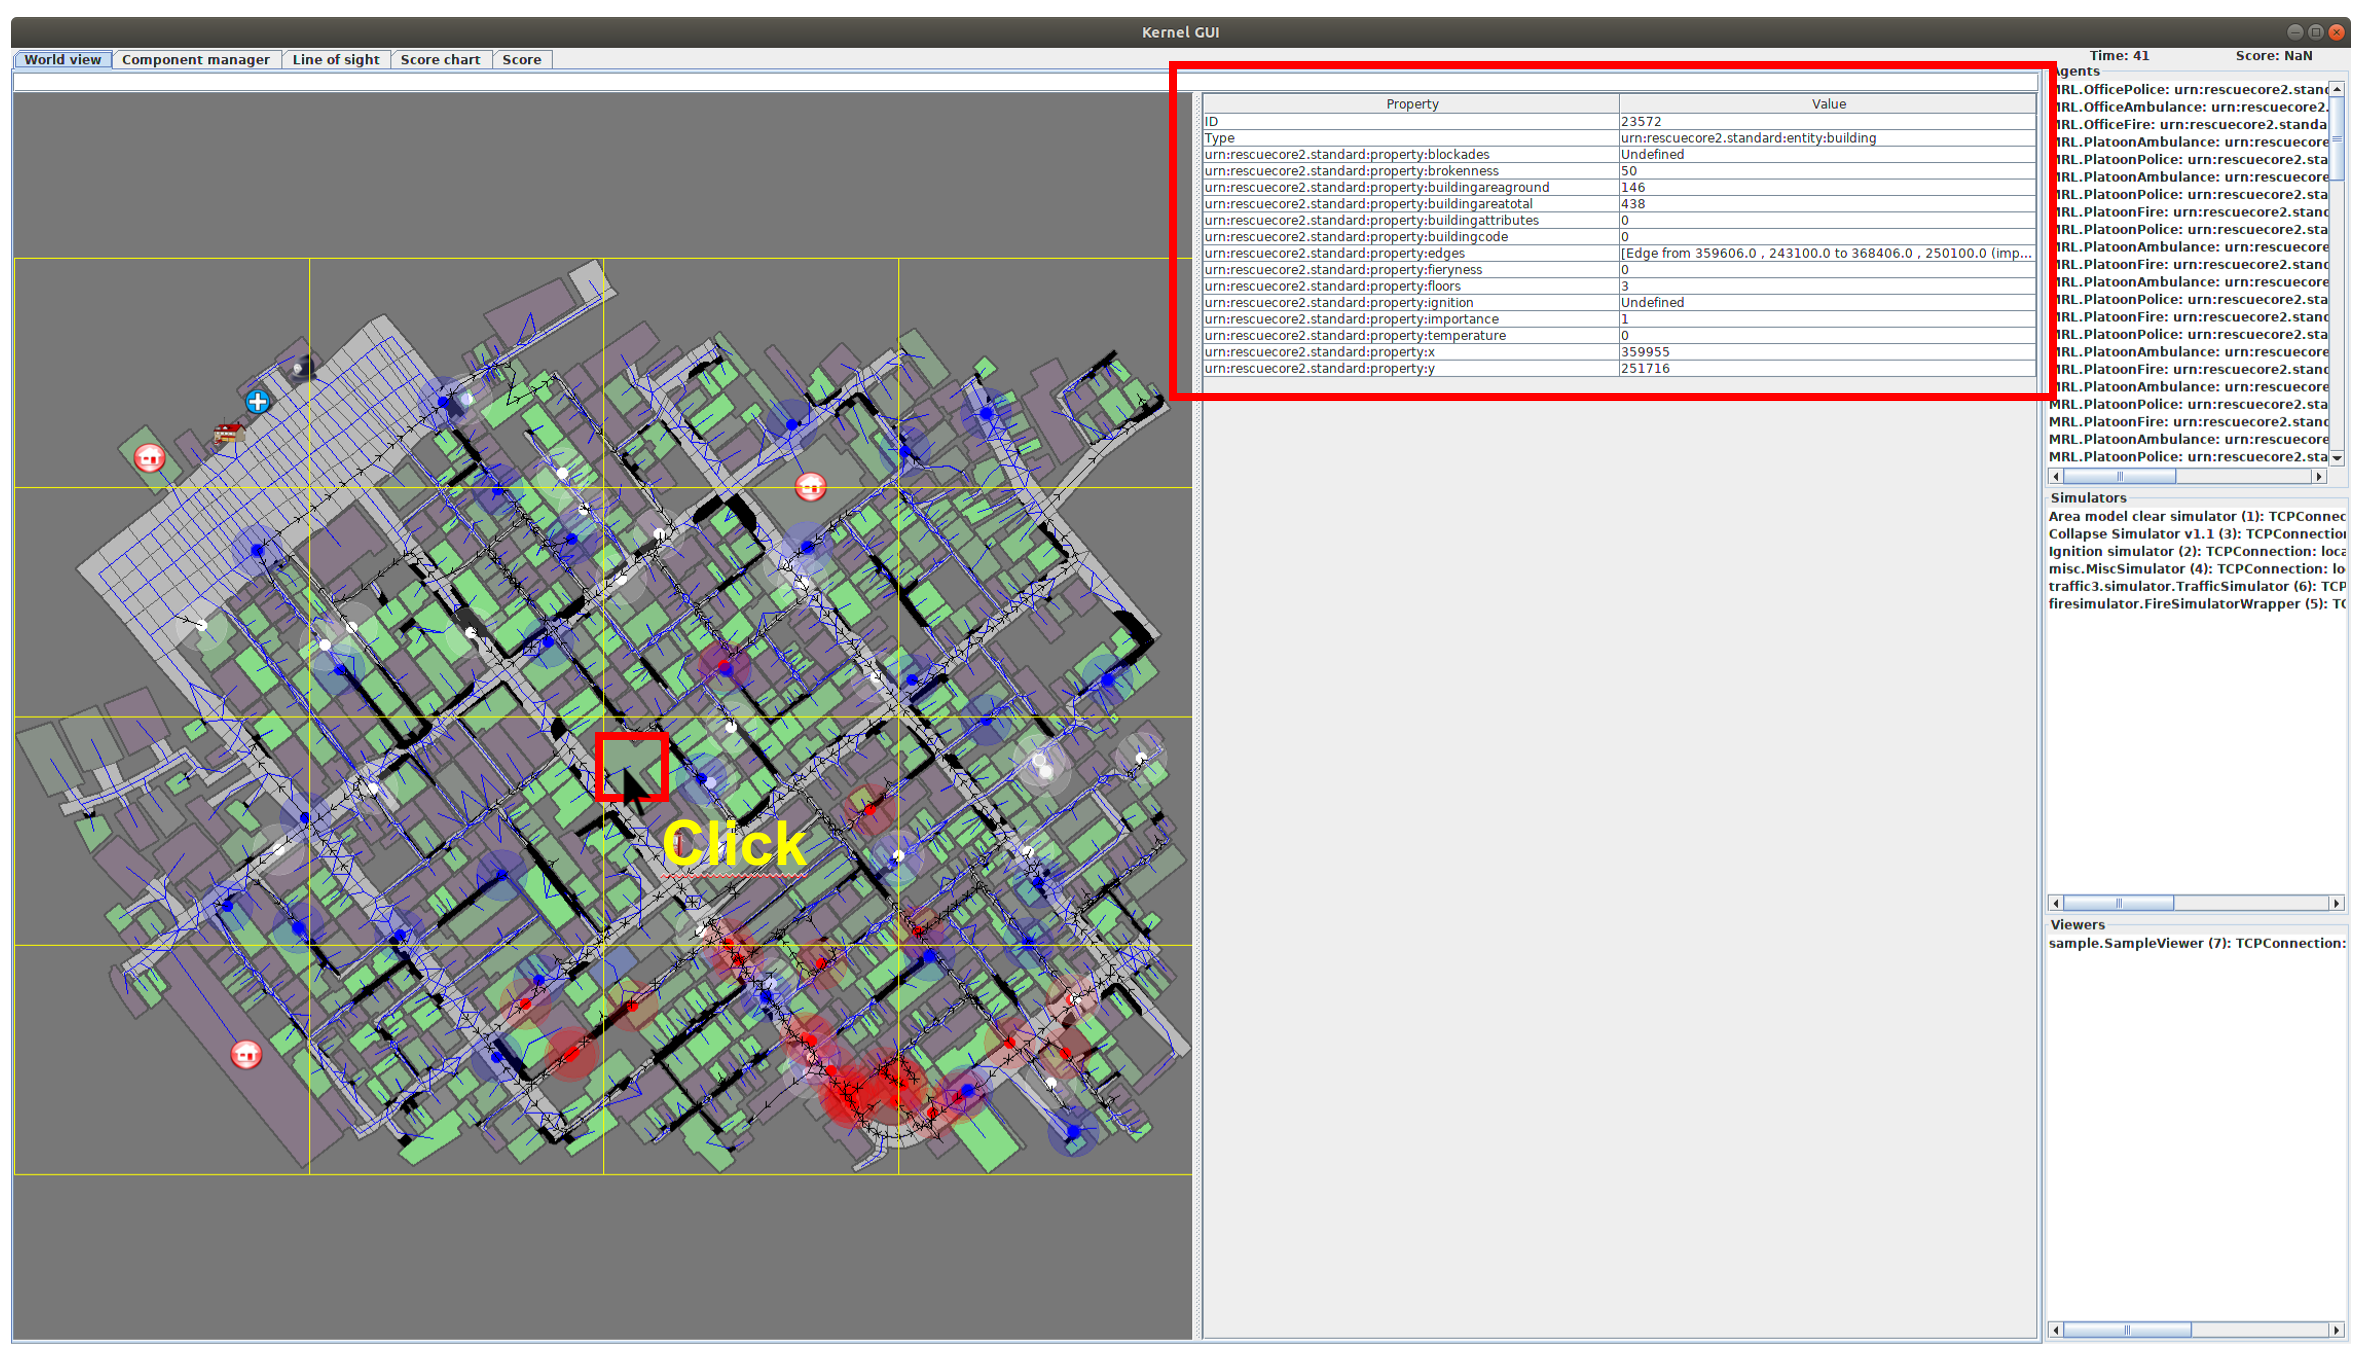 Kernel GUI
World view Component manager Line of sight Score chart Score
Time: 41 Score: NaN
Property Value
ID 23572
Type urn:rescuecore2.standard:entity:building
urn:rescuecore2.standard:property:blockades Undefined
urn:rescuecore2.standard:property:brokenness 50
urn:rescuecore2.standard:property:buildingareaground 146
urn:rescuecore2.standard:property:buildingareatotal 438
urn:rescuecore2.standard:property:buildingattributes 0
urn:rescuecore2.standard:property:buildingcode 0
urn:rescuecore2.standard:property:edges [Edge from 359606.0 , 243100.0 to 368406.0 , 250100.0 (imp...
urn:rescuecore2.standard:property:fieryness 0
urn:rescuecore2.standard:property:floors 3
urn:rescuecore2.standard:property:ignition Undefined
urn:rescuecore2.standard:property:importance 1
urn:rescuecore2.standard:property:temperature 0
urn:rescuecore2.standard:property:x 359955
urn:rescuecore2.standard:property:y 251716
Click
Agents
MRL.OfficePolice: urn:rescuecore2.stand
MRL.OfficeAmbulance: urn:rescuecore2.
MRL.OfficeFire: urn:rescuecore2.standa
MRL.PlatoonAmbulance: urn:rescuecore
MRL.PlatoonPolice: urn:rescuecore2.sta
MRL.PlatoonAmbulance: urn:rescuecore
MRL.PlatoonPolice: urn:rescuecore2.sta
MRL.PlatoonFire: urn:rescuecore2.stand
MRL.PlatoonPolice: urn:rescuecore2.sta
MRL.PlatoonAmbulance: urn:rescuecore
MRL.PlatoonFire: urn:rescuecore2.stand
MRL.PlatoonAmbulance: urn:rescuecore
MRL.PlatoonPolice: urn:rescuecore2.sta
MRL.PlatoonFire: urn:rescuecore2.stand
MRL.PlatoonPolice: urn:rescuecore2.sta
MRL.PlatoonAmbulance: urn:rescuecore
MRL.PlatoonFire: urn:rescuecore2.stand
MRL.PlatoonAmbulance: urn:rescuecore
MRL.PlatoonPolice: urn:rescuecore2.sta
MRL.PlatoonFire: urn:rescuecore2.stand
MRL.PlatoonAmbulance: urn:rescuecore
MRL.PlatoonPolice: urn:rescuecore2.sta
Simulators
Area model clear simulator (1): TCPConnec
Collapse Simulator v1.1 (3): TCPConnection
Ignition simulator (2): TCPConnection: loca
misc.MiscSimulator (4): TCPConnection: lo
traffic3.simulator.TrafficSimulator (6): TCP
firesimulator.FireSimulatorWrapper (5): TC
Viewers
sample.SampleViewer (7): TCPConnection: